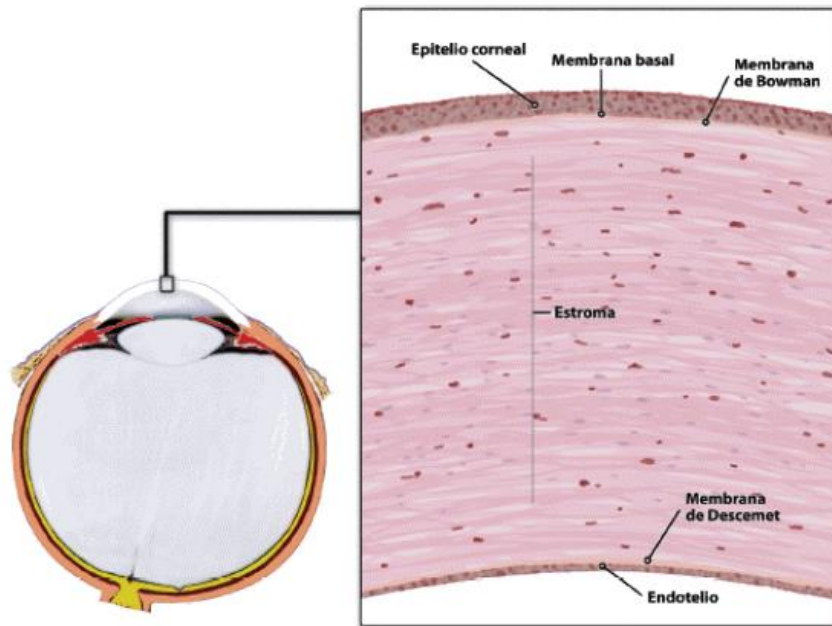 Epitelio corneal
Membrana basal
Membrana
de Bowman
Estroma
Membrana
de Descemet
Endotelio